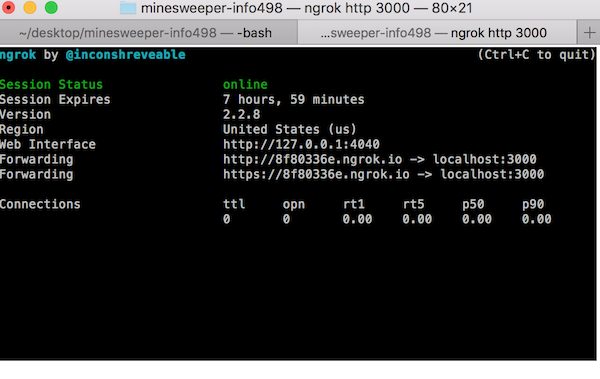 minesweeper-info498 — ngrok http 3000 — 80×21
~/desktop/minesweeper-info498 — -bash
...sweeper-info498 — ngrok http 3000
+
ngrok by @inconshreveable (Ctrl+C to quit)
Session Status online
Session Expires 7 hours, 59 minutes
Version 2.2.8
Region United States (us)
Web Interface http://127.0.0.1:4040
Forwarding http://8f80336e.ngrok.io -> localhost:3000
Forwarding https://8f80336e.ngrok.io -> localhost:3000
Connections ttl opn rt1 rt5 p50 p90
0 0 0.00 0.00 0.00 0.00